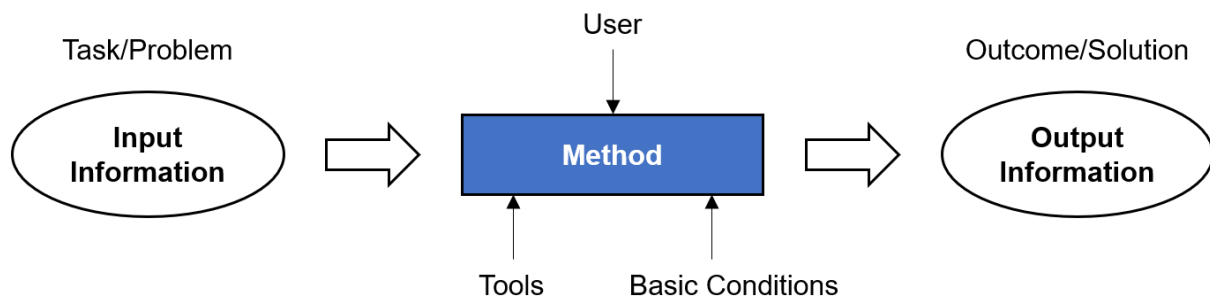 User
Task/Problem
Outcome/Solution
Input
Information
Method
Output
Information
Tools
Basic Conditions